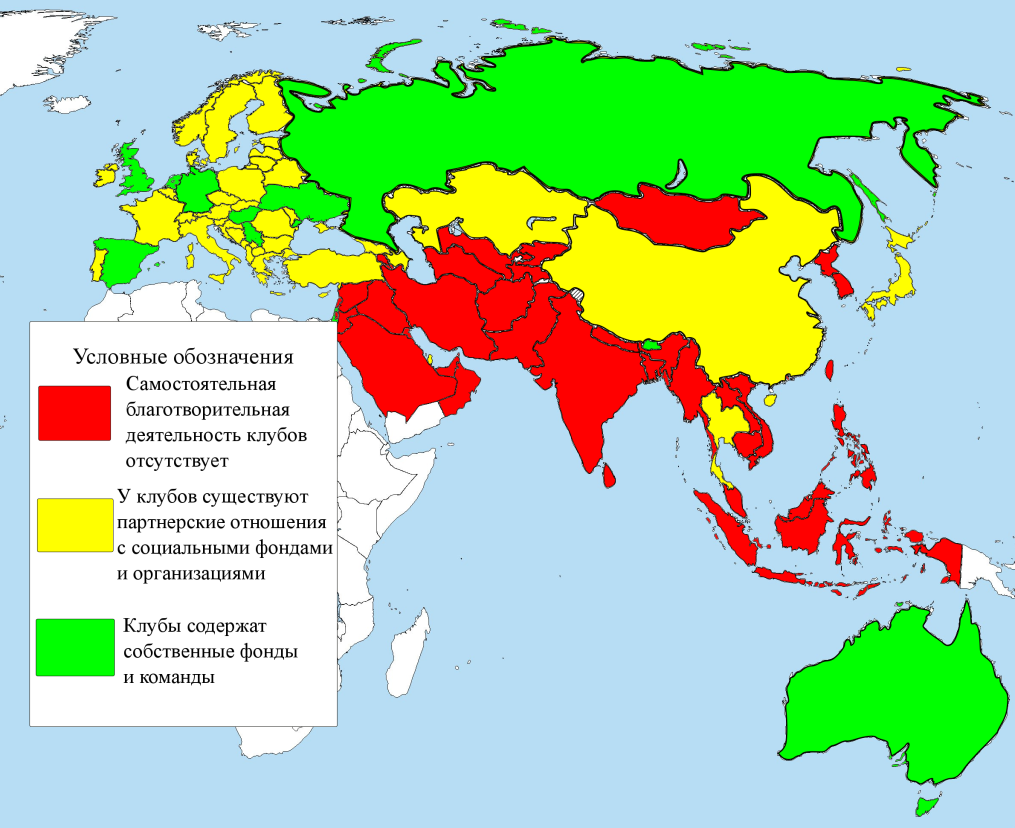 Условные обозначения
Самостоятельная
благотворительная
деятельность клубов
отсутствует
У клубов существуют
партнерские отношения
с социальными фондами
и организациями
Клубы содержат
собственные фонды
и команды